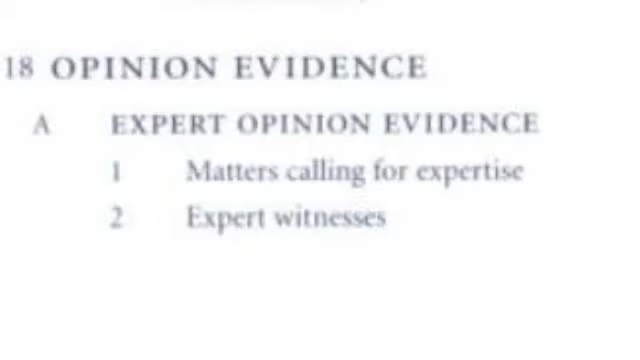 18 OPINION EVIDENCE
A EXPERT OPINION EVIDENCE
1 Matters calling for expertise
2 Expert witnesses